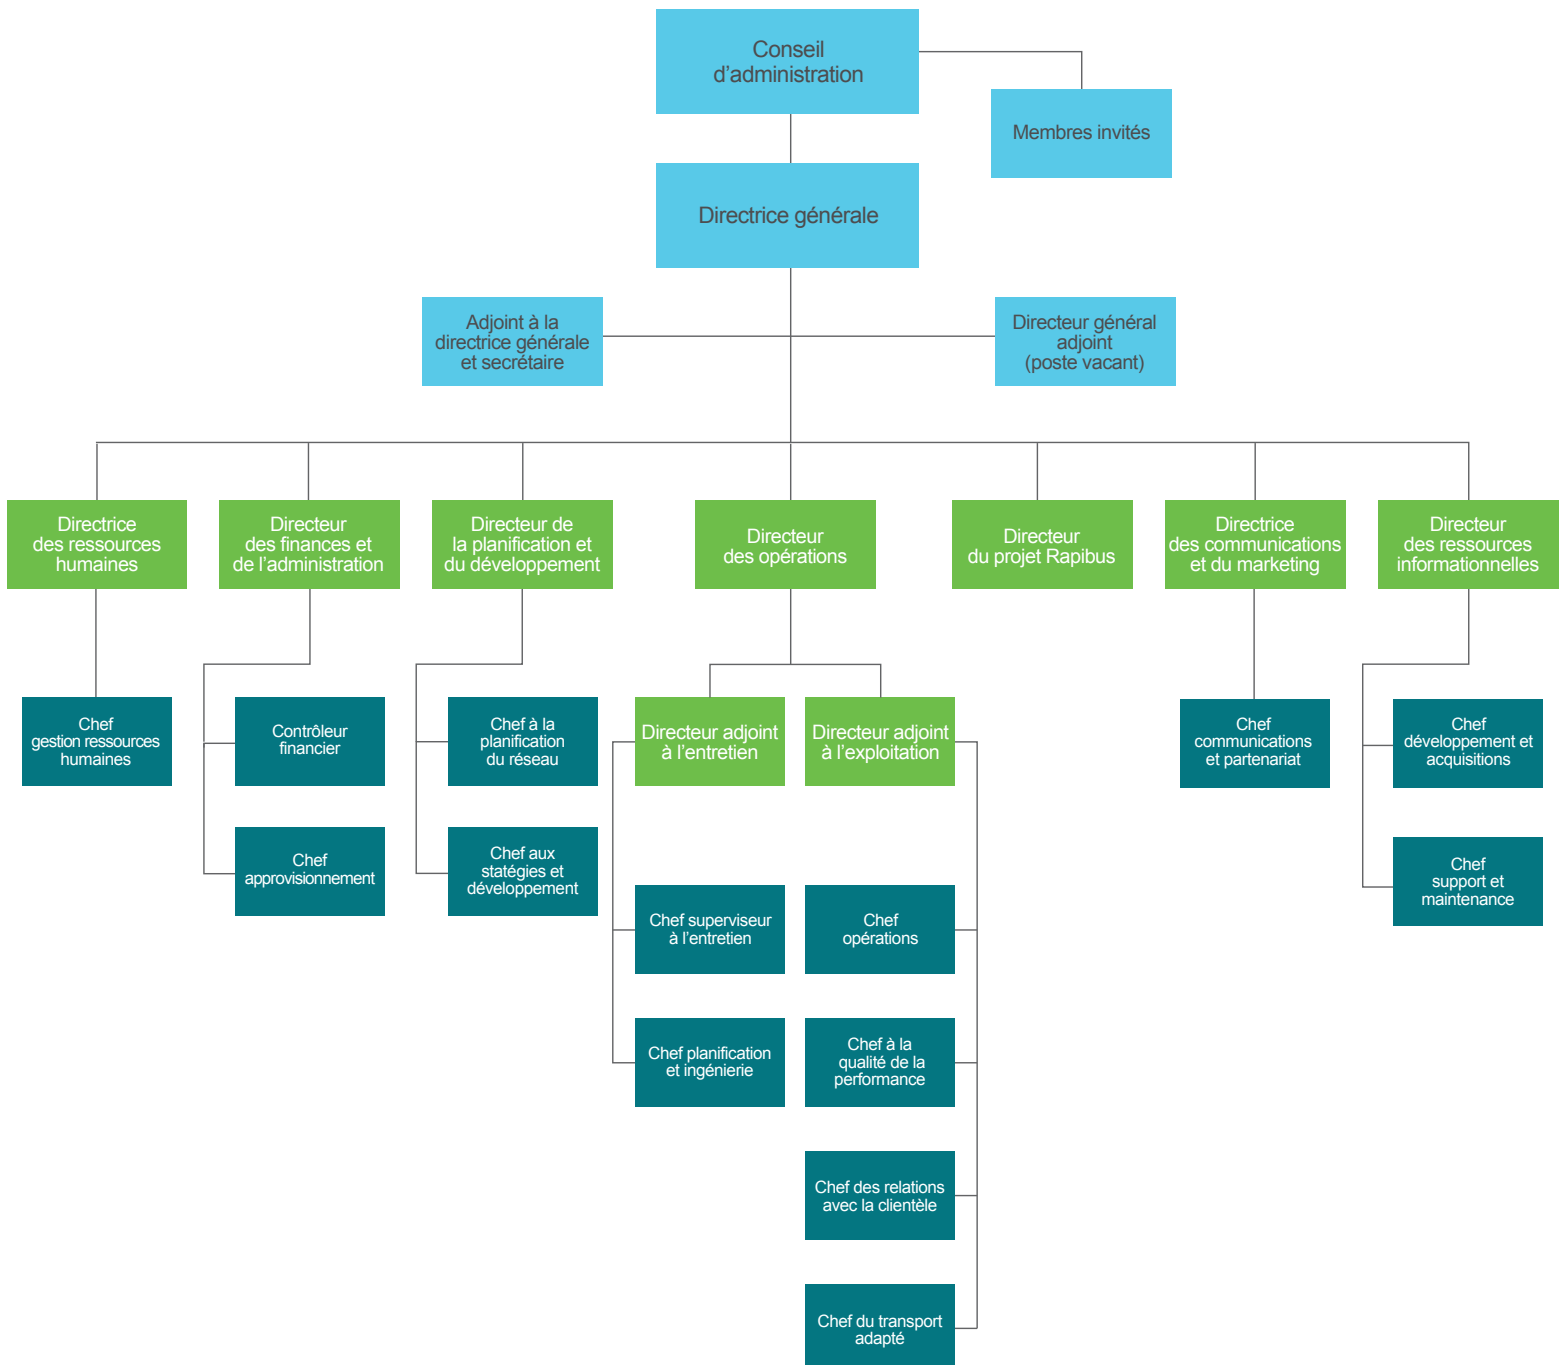 Conseil
d'administration
Membres invités
Directrice générale
Adjoint à la
directrice générale
et secrétaire
Directeur général
adjoint
(poste vacant)
Directrice
des ressources
humaines
Directeur
des finances et
de l'administration
Directeur de
la planification et
du développement
Directeur
des opérations
Directeur
du projet Rapibus
Directrice
des communications
et du marketing
Directeur
des ressources
informationnelles
Chef
gestion ressources
humaines
Contrôleur
financier
Chef à la
planification
du réseau
Directeur adjoint
à l'entretien
Directeur adjoint
à l'exploitation
Chef
communications
et partenariat
Chef
développement et
acquisitions
Chef
approvisionnement
Chef aux
statégies et
développement
Chef
support et
maintenance
Chef superviseur
à l'entretien
Chef
opérations
Chef planification
et ingénierie
Chef à la
qualité de la
performance
Chef des relations
avec la clientèle
Chef du transport
adapté